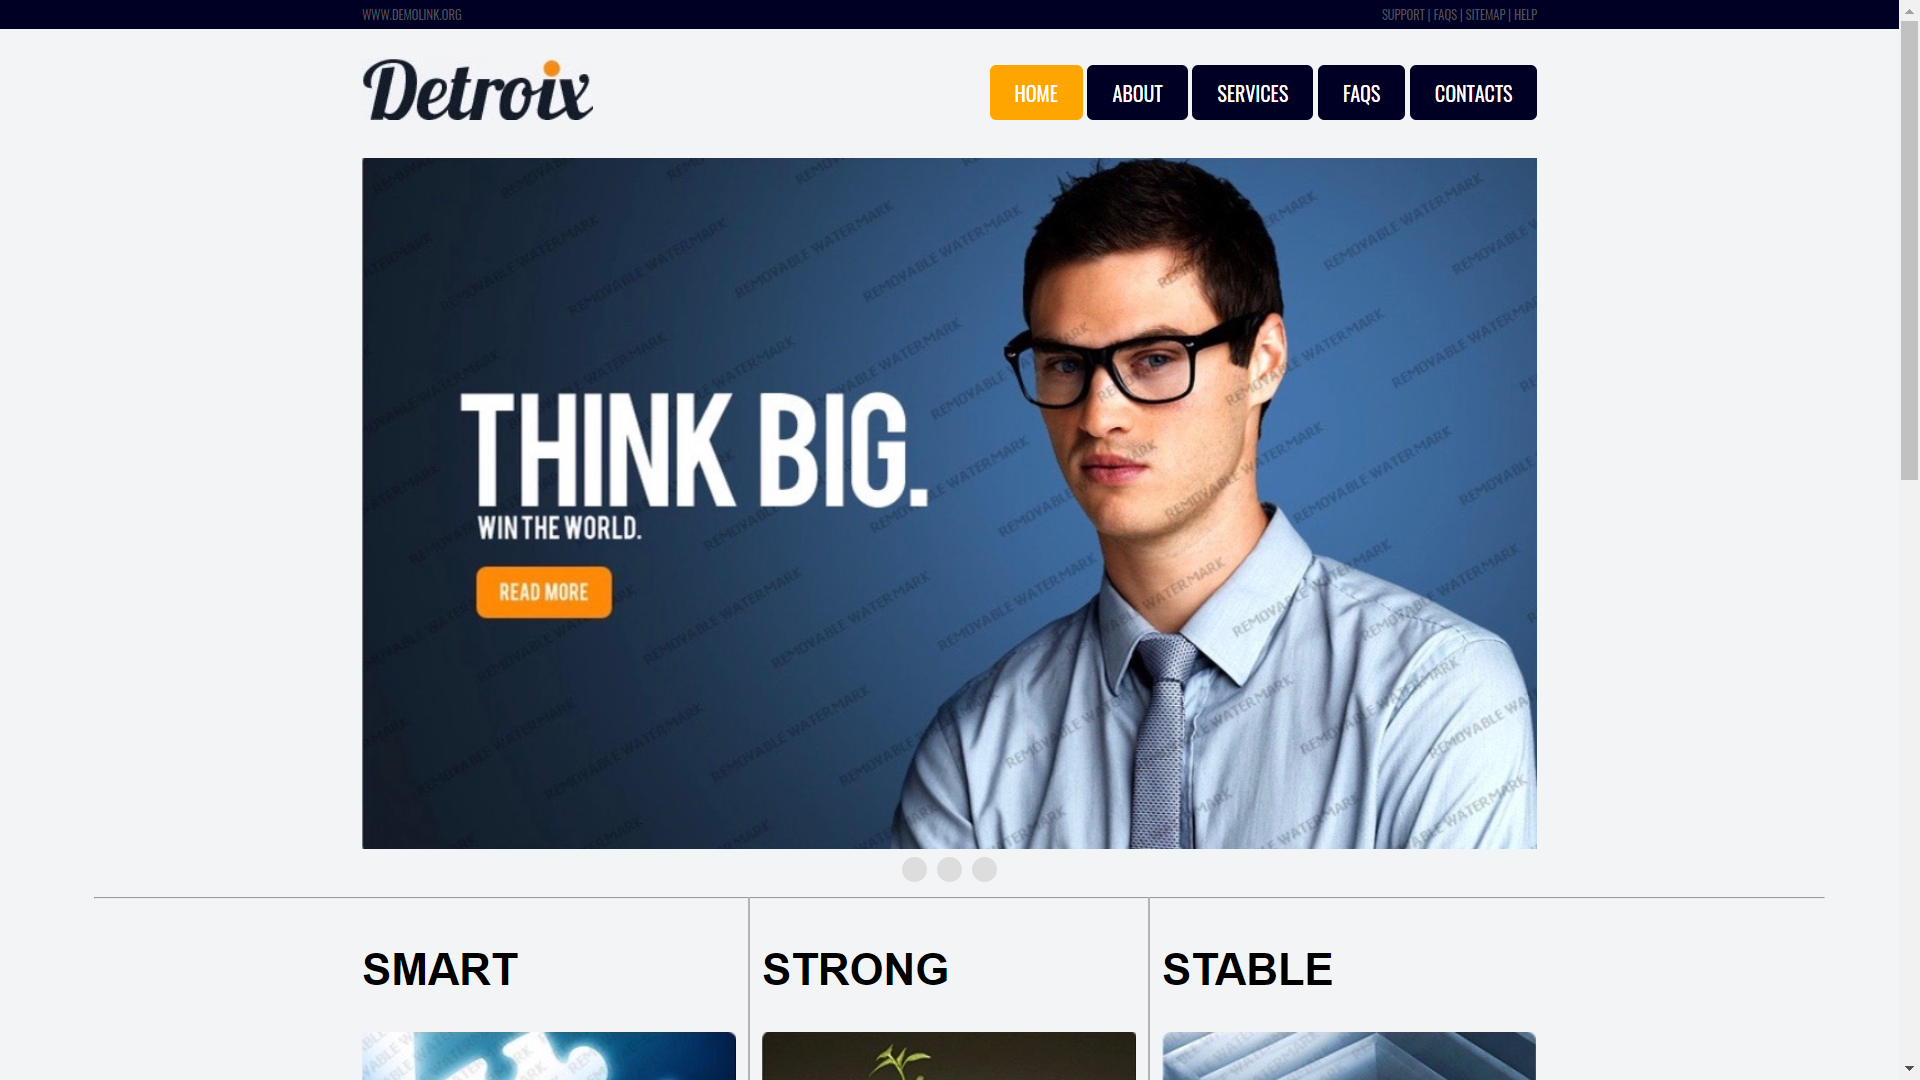 WWW.DEMOLINK.ORG
SUPPORT | FAQS | SITEMAP | HELP
Detroix
HOME
ABOUT
SERVICES
FAQS
CONTACTS
THINK BIG.
WIN THE WORLD.
READ MORE
REMOVABLE WATERMARK
SMART
STRONG
STABLE